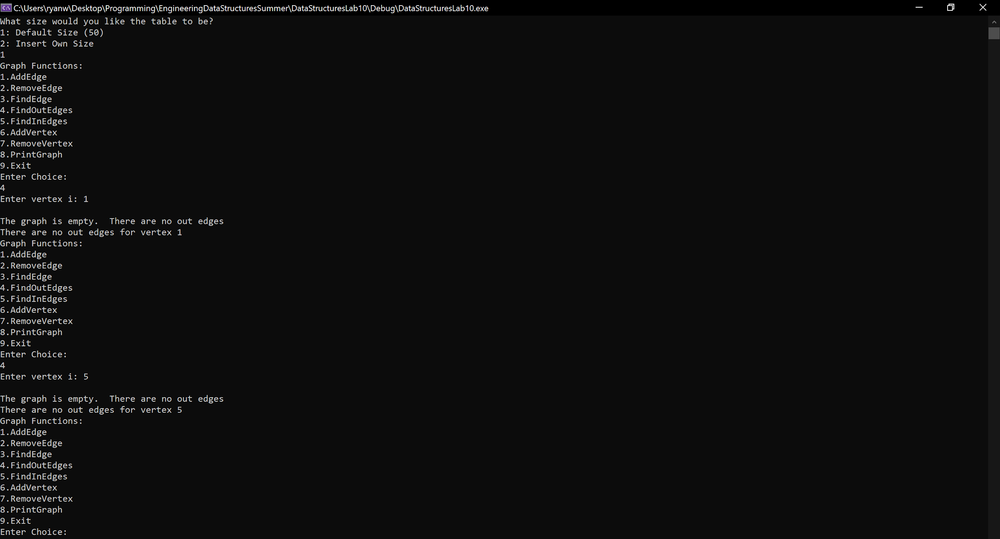 C:\Users\ryanw\Desktop\Programming\EngineeringDataStructuresSummer\DataStructuresLab10\Debug\DataStructuresLab10.exe
What size would you like the table to be?
1: Default Size (50)
2: Insert Own Size
1
Graph Functions:
1.AddEdge
2.RemoveEdge
3.FindEdge
4.FindOutEdges
5.FindInEdges
6.AddVertex
7.RemoveVertex
8.PrintGraph
9.Exit
Enter Choice:
4
Enter vertex i: 1

The graph is empty.  There are no out edges
There are no out edges for vertex 1
Graph Functions:
1.AddEdge
2.RemoveEdge
3.FindEdge
4.FindOutEdges
5.FindInEdges
6.AddVertex
7.RemoveVertex
8.PrintGraph
9.Exit
Enter Choice:
4
Enter vertex i: 5

The graph is empty.  There are no out edges
There are no out edges for vertex 5
Graph Functions:
1.AddEdge
2.RemoveEdge
3.FindEdge
4.FindOutEdges
5.FindInEdges
6.AddVertex
7.RemoveVertex
8.PrintGraph
9.Exit
Enter Choice: